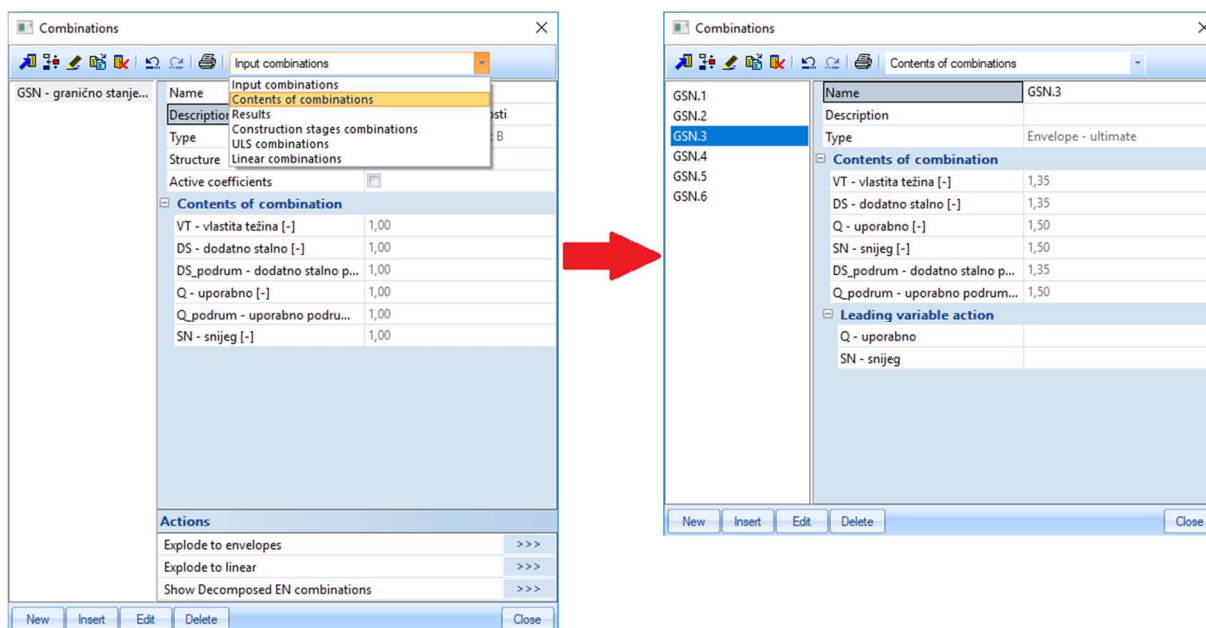 Combinations
Input combinations
Input combinations
Contents of combinations
Results
Construction stages combinations
ULS combinations
Linear combinations
GSN - granično stanje...
Name
Description
sti
Type
B
Structure
Active coefficients
Contents of combination
VT - vlastita težina [-] 1,00
DS - dodatno stalno [-] 1,00
DS_podrum - dodatno stalno p... 1,00
Q - uporabno [-] 1,00
Q_podrum - uporabno podru... 1,00
SN - snijeg [-] 1,00
Actions
Explode to envelopes >>>
Explode to linear >>>
Show Decomposed EN combinations >>>
New Insert Edit Delete Close
Combinations
Contents of combinations
GSN.1
GSN.2
GSN.3
GSN.4
GSN.5
GSN.6
Name GSN.3
Description
Type Envelope - ultimate
Contents of combination
VT - vlastita težina [-] 1,35
DS - dodatno stalno [-] 1,35
Q - uporabno [-] 1,50
SN - snijeg [-] 1,50
DS_podrum - dodatno stalno p... 1,35
Q_podrum - uporabno podrum... 1,50
Leading variable action
Q - uporabno
SN - snijeg
New Insert Edit Delete Close